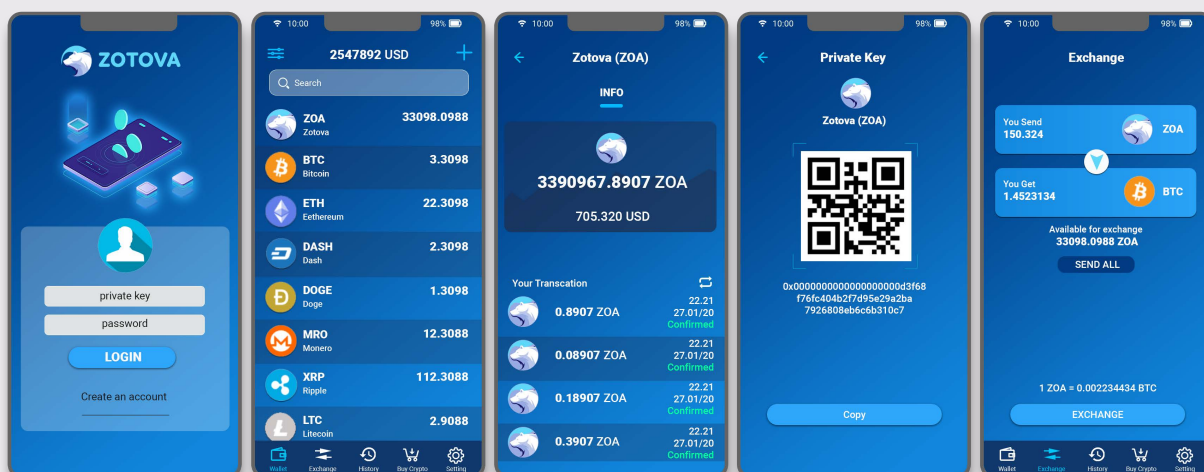 ZOTOVA
private key
password
LOGIN
Create an account
10:00
98%
2547892 USD
Search
ZOA 33098.0988
Zotova
BTC 3.3098
Bitcoin
ETH 22.3098
Eethereum
DASH 2.3098
Dash
DOGE 1.3098
Doge
MRO 12.3088
Monero
XRP 112.3088
Ripple
LTC 2.9088
Litecoin
Wallet Exchange History Buy Crypto Setting
10:00
98%
Zotova (ZOA)
INFO
3390967.8907 ZOA
705.320 USD
Your Transcation
22.21
0.8907 ZOA 27.01/20
Confirmed
22.21
0.08907 ZOA 27.01/20
Confirmed
22.21
0.18907 ZOA 27.01/20
Confirmed
22.21
0.3907 ZOA 27.01/20
Confirmed
10:00
98%
Private Key
Zotova (ZOA)
0x0000000000000000000d3f68
f76fc404b2f7d95e29a2ba
7926808eb6c6b310c7
Copy
10:00
98%
Exchange
You Send
150.324
ZOA
You Get
1.4523134
BTC
Available for exchange
33098.0988 ZOA
SEND ALL
1 ZOA = 0.002234434 BTC
EXCHANGE
Wallet Exchange History Buy Crypto Setting